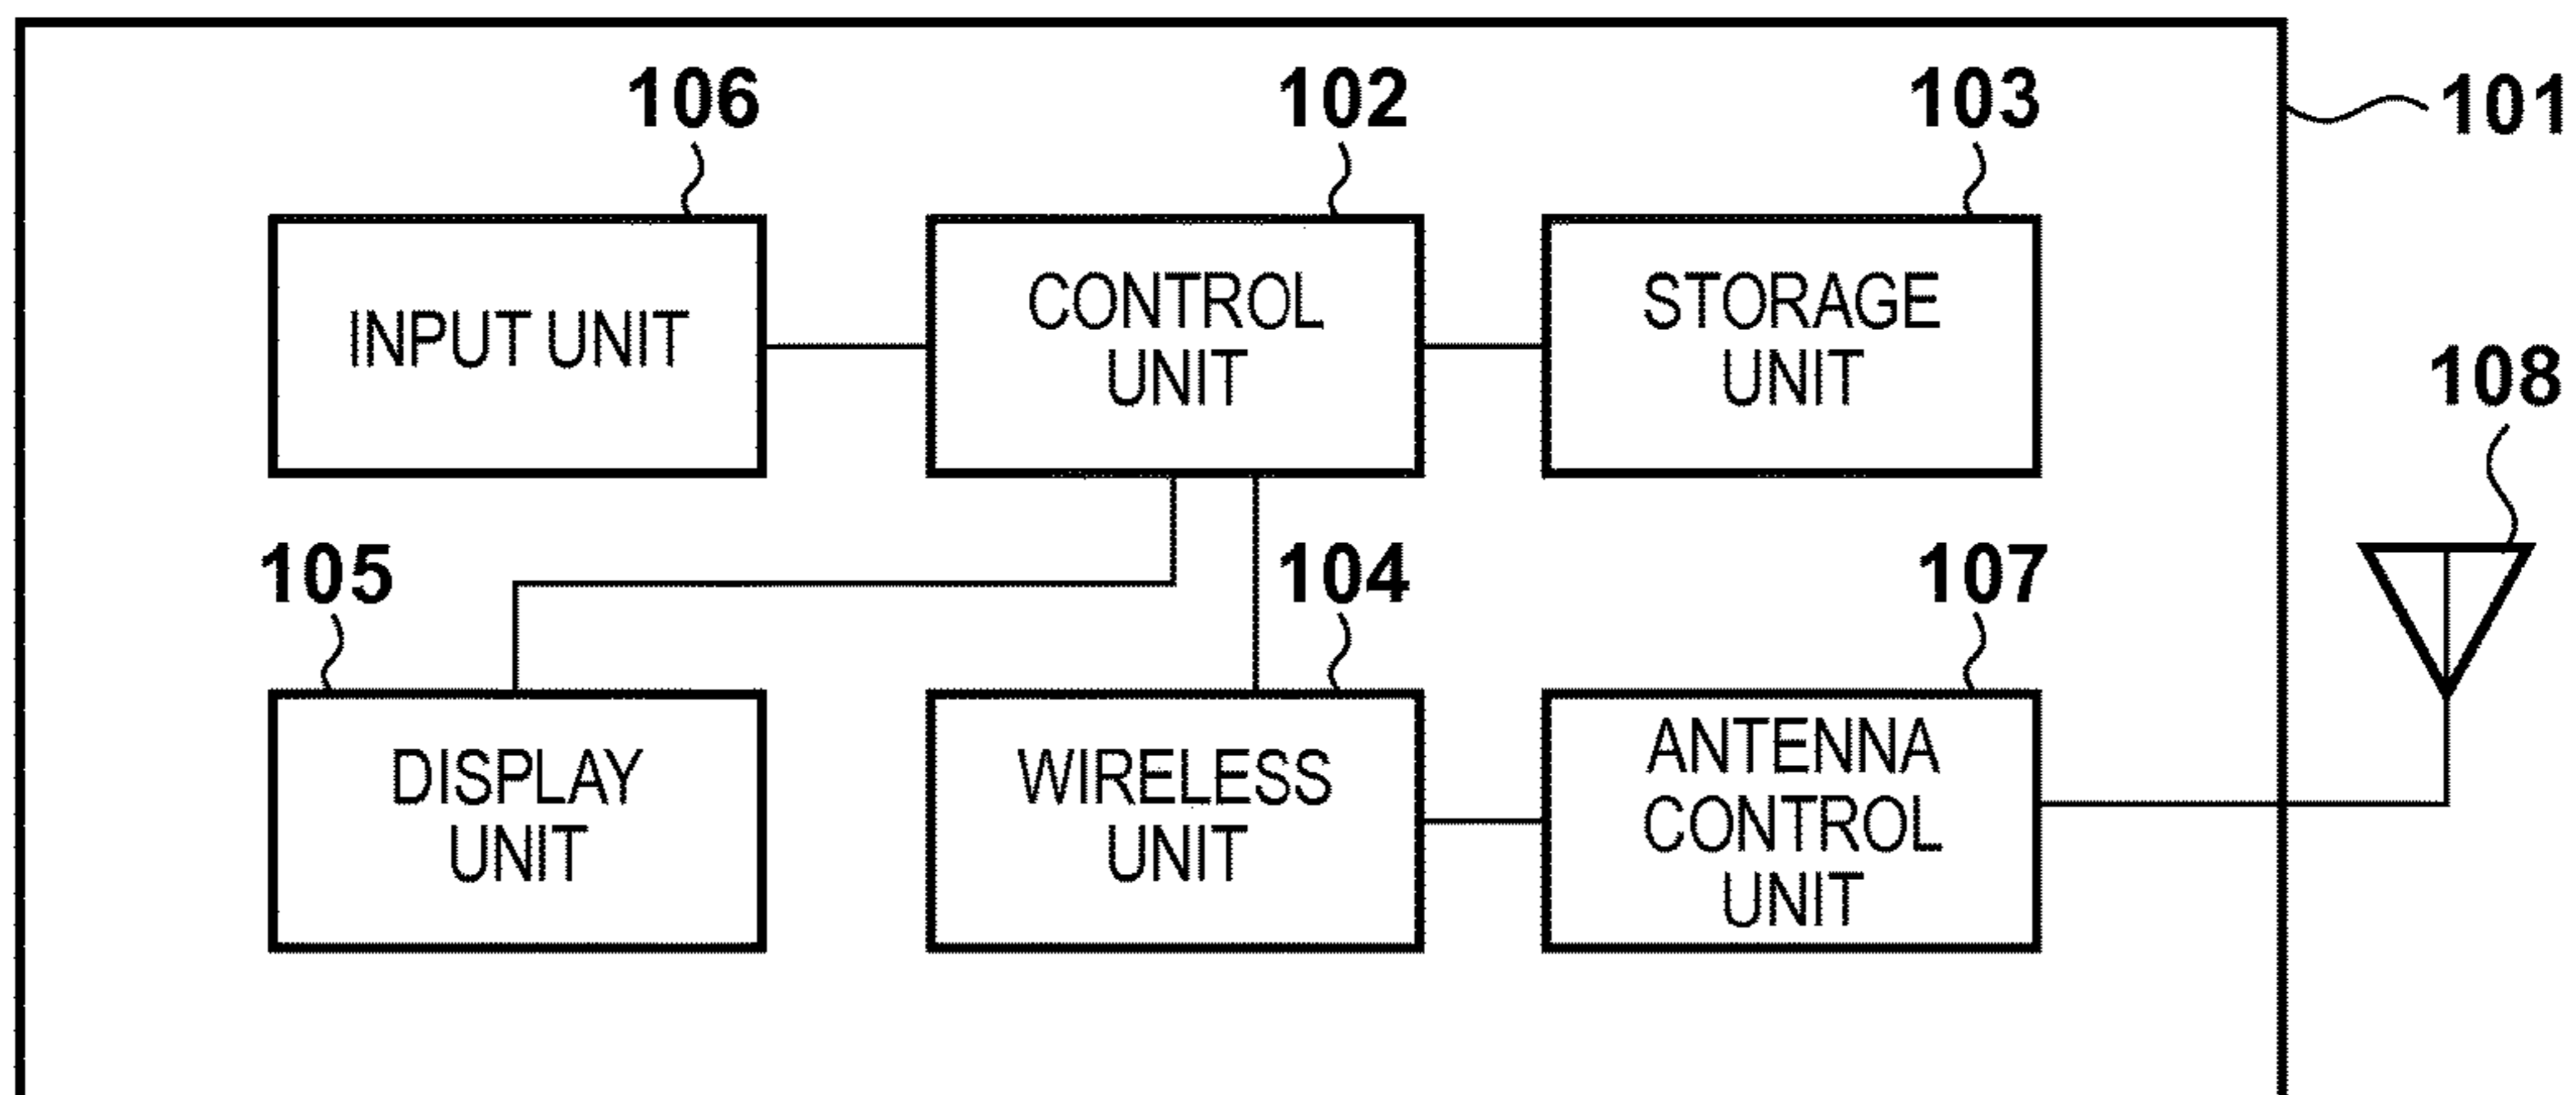 106
102
103
101
INPUT UNIT
CONTROL
UNIT
STORAGE
UNIT
108
105
104
107
DISPLAY
UNIT
WIRELESS
UNIT
ANTENNA
CONTROL
UNIT